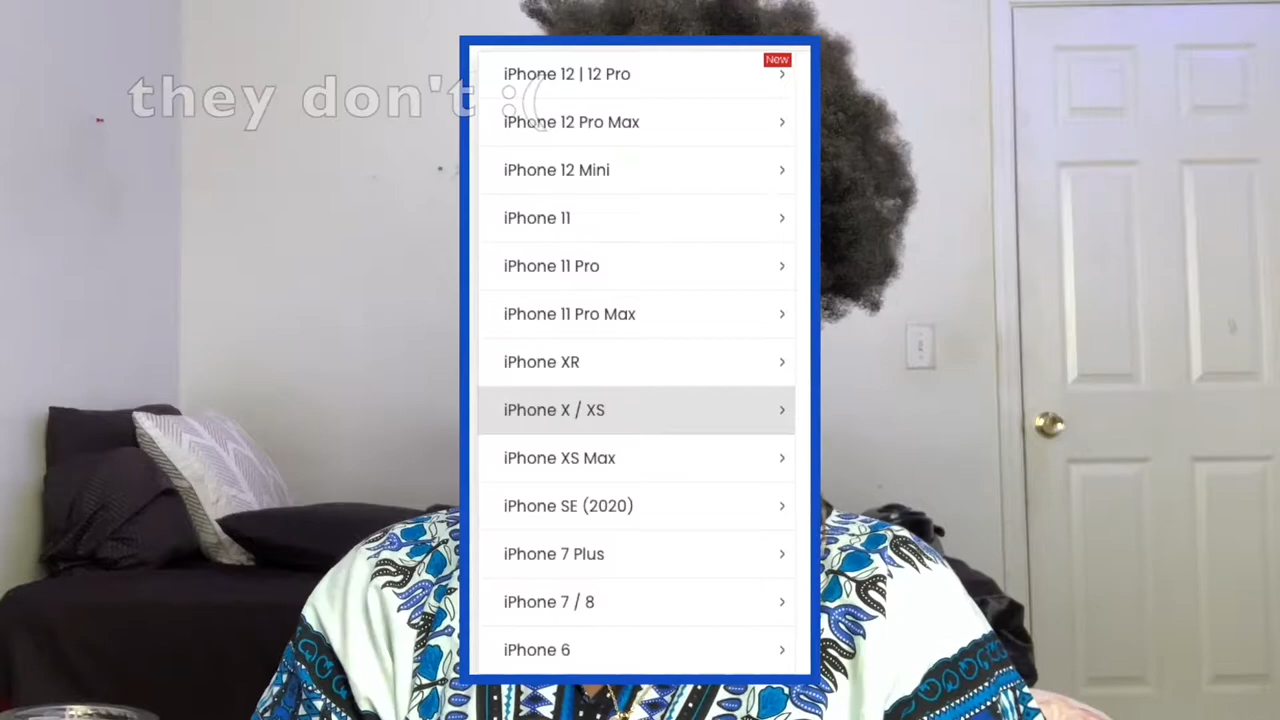 they don't :(
New
iPhone 12 | 12 Pro
iPhone 12 Pro Max
iPhone 12 Mini
iPhone 11
iPhone 11 Pro
iPhone 11 Pro Max
iPhone XR
iPhone X / XS
iPhone XS Max
iPhone SE (2020)
iPhone 7 Plus
iPhone 7 / 8
iPhone 6